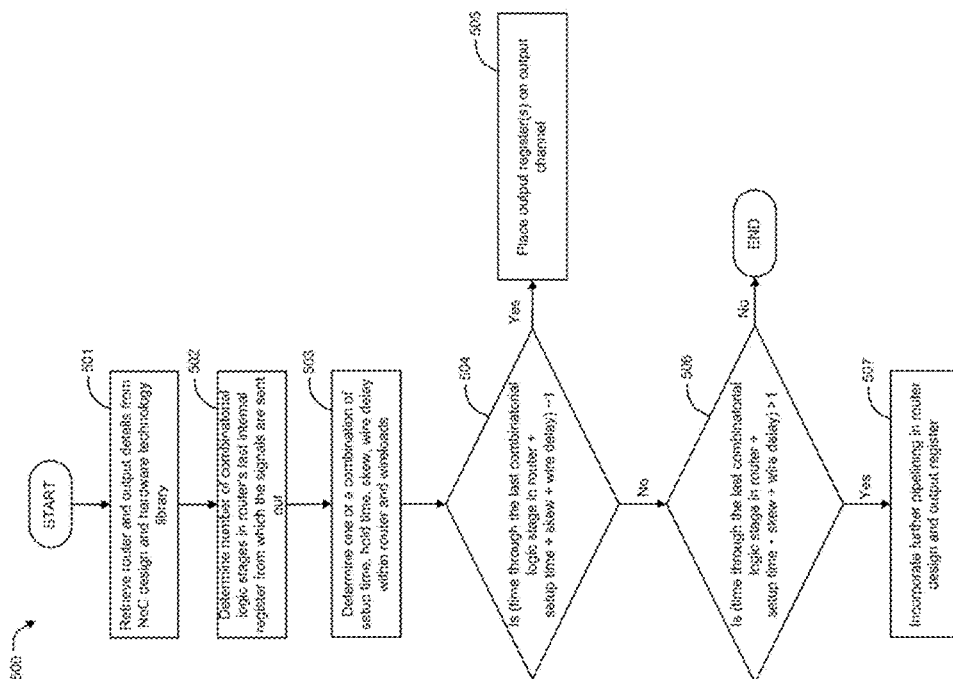 500
START
501
Retrieve router and output details from
NoC design and hardware technology
library
502
Determine number of combinatorial
logic stages in router's last internal
register from which the signals are sent
out
503
Determine one or a combination of
setup time, hold time, skew, wire delay
within router and wireloads
504
Is (time through the last combinatorial
logic stage in router +
setup time + skew + wire delay) ~1
Yes
505
Place output register(s) on output
channel
No
506
Is (time through the last combinatorial
logic stage in router +
setup time + skew + wire delay) > 1
No
END
Yes
507
Incorporate further pipelining in router
design and output register